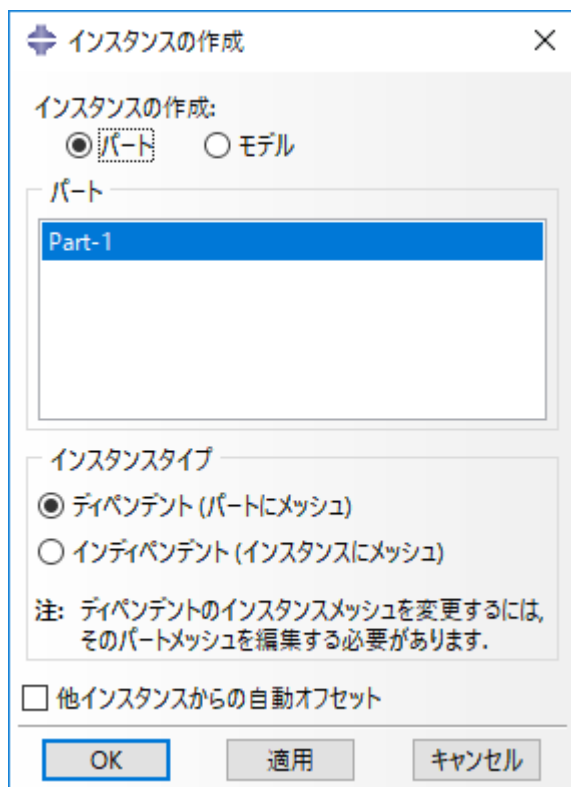 インスタンスの作成
インスタンスの作成:
パート モデル
パート
Part-1
インスタンスタイプ
ディペンデント (パートにメッシュ)
インディペンデント (インスタンスにメッシュ)
注: ディペンデントのインスタンスメッシュを変更するには,
そのパートメッシュを編集する必要があります.
他インスタンスからの自動オフセット
OK 適用 キャンセル